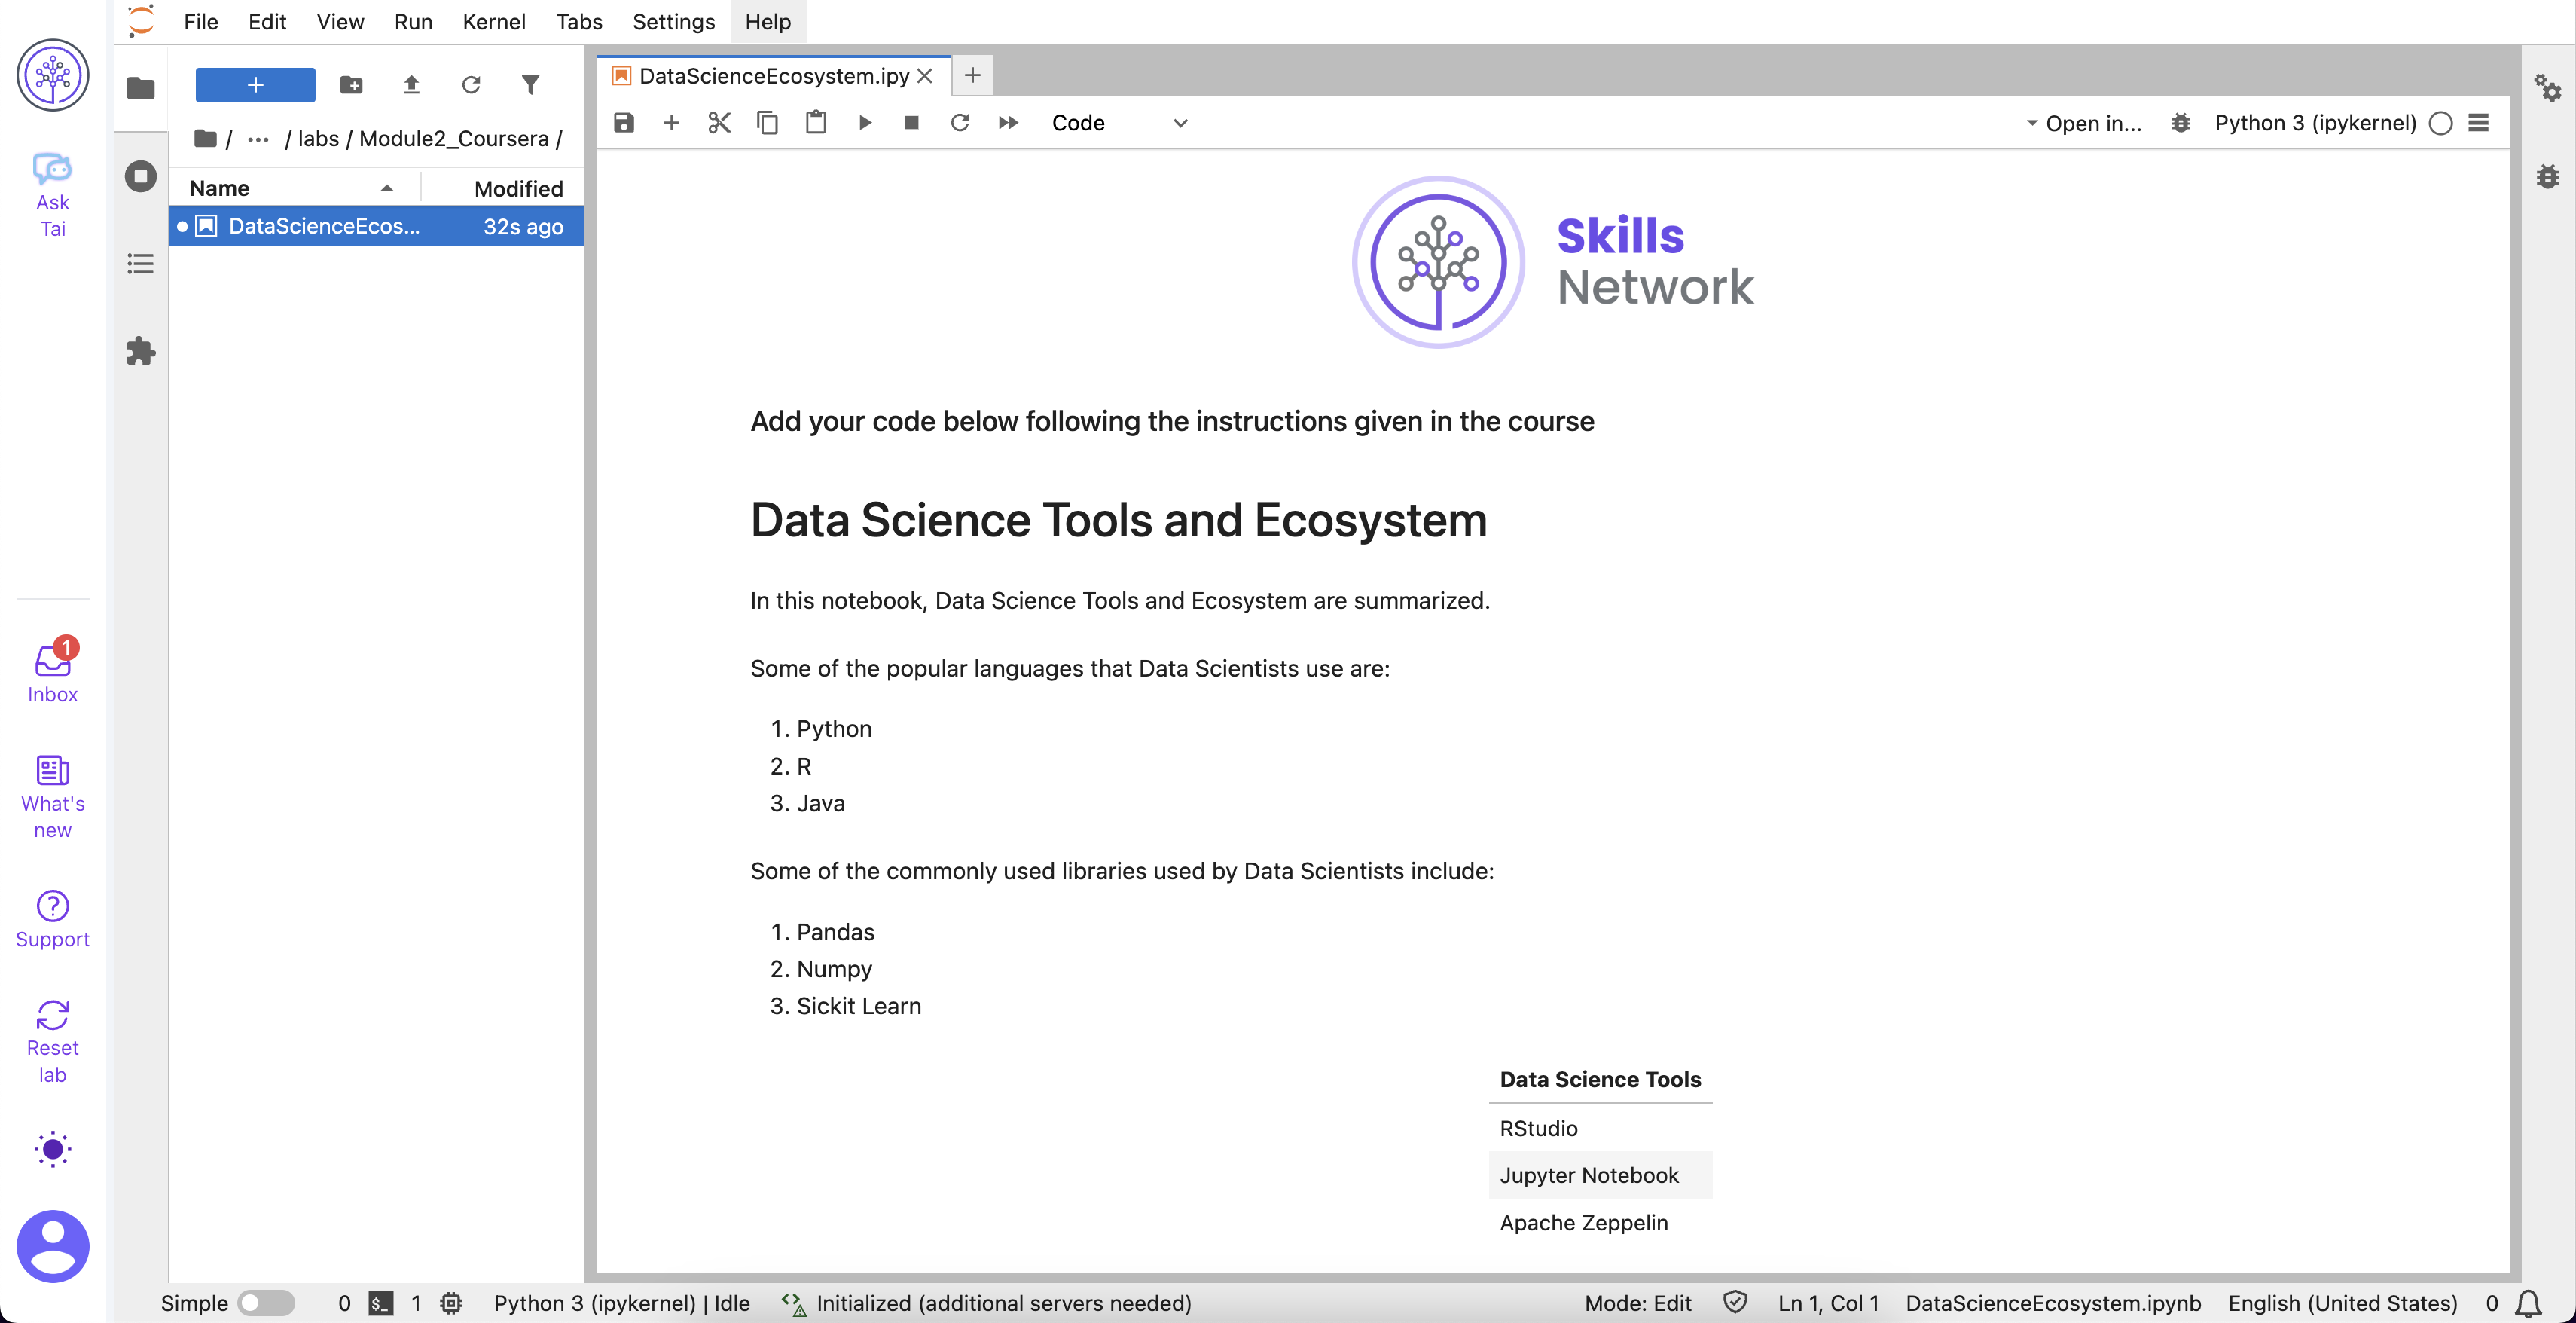 File Edit View Run Kernel Tabs Settings Help
Ask
Tai
Inbox
1
What's
new
Support
Reset
lab
+
/ ... / labs / Module2_Coursera /
Name Modified
DataScienceEcos... 32s ago
DataScienceEcosystem.ipy
Code
Open in... Python 3 (ipykernel)
Skills
Network
Add your code below following the instructions given in the course
Data Science Tools and Ecosystem
In this notebook, Data Science Tools and Ecosystem are summarized.
Some of the popular languages that Data Scientists use are:
1. Python
2. R
3. Java
Some of the commonly used libraries used by Data Scientists include:
1. Pandas
2. Numpy
3. Sickit Learn
Data Science Tools
RStudio
Jupyter Notebook
Apache Zeppelin
Simple 0 $_ 1 Python 3 (ipykernel) | Idle Initialized (additional servers needed) Mode: Edit Ln 1, Col 1 DataScienceEcosystem.ipynb English (United States) 0